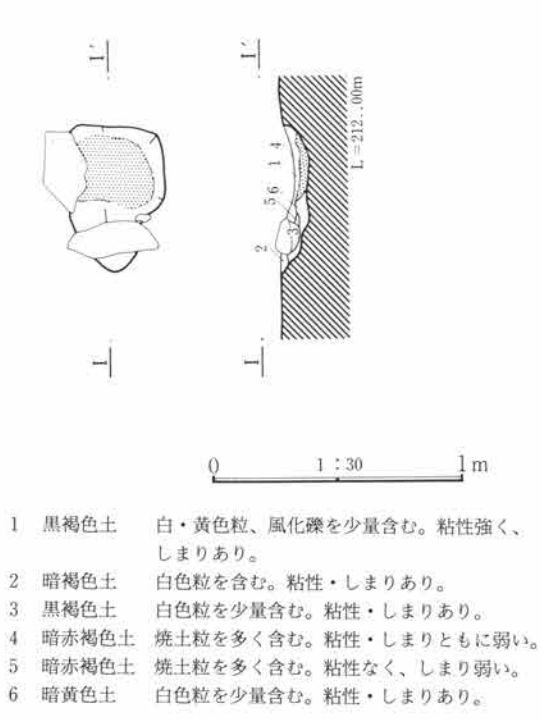 1′
1′
L＝212..00m
1 4
5 6
3
2
1
1
0 1：30 1m
1 黒褐色土 白・黄色粒、風化礫を少量含む。粘性強く、
しまりあり。
2 暗褐色土 白色粒を含む。粘性・しまりあり。
3 黒褐色土 白色粒を少量含む。粘性・しまりあり。
4 暗赤褐色土 焼土粒を多く含む。粘性・しまりともに弱い。
5 暗赤褐色土 焼土粒を多く含む。粘性なく、しまり弱い。
6 暗黄色土 白色粒を少量含む。粘性・しまりあり。